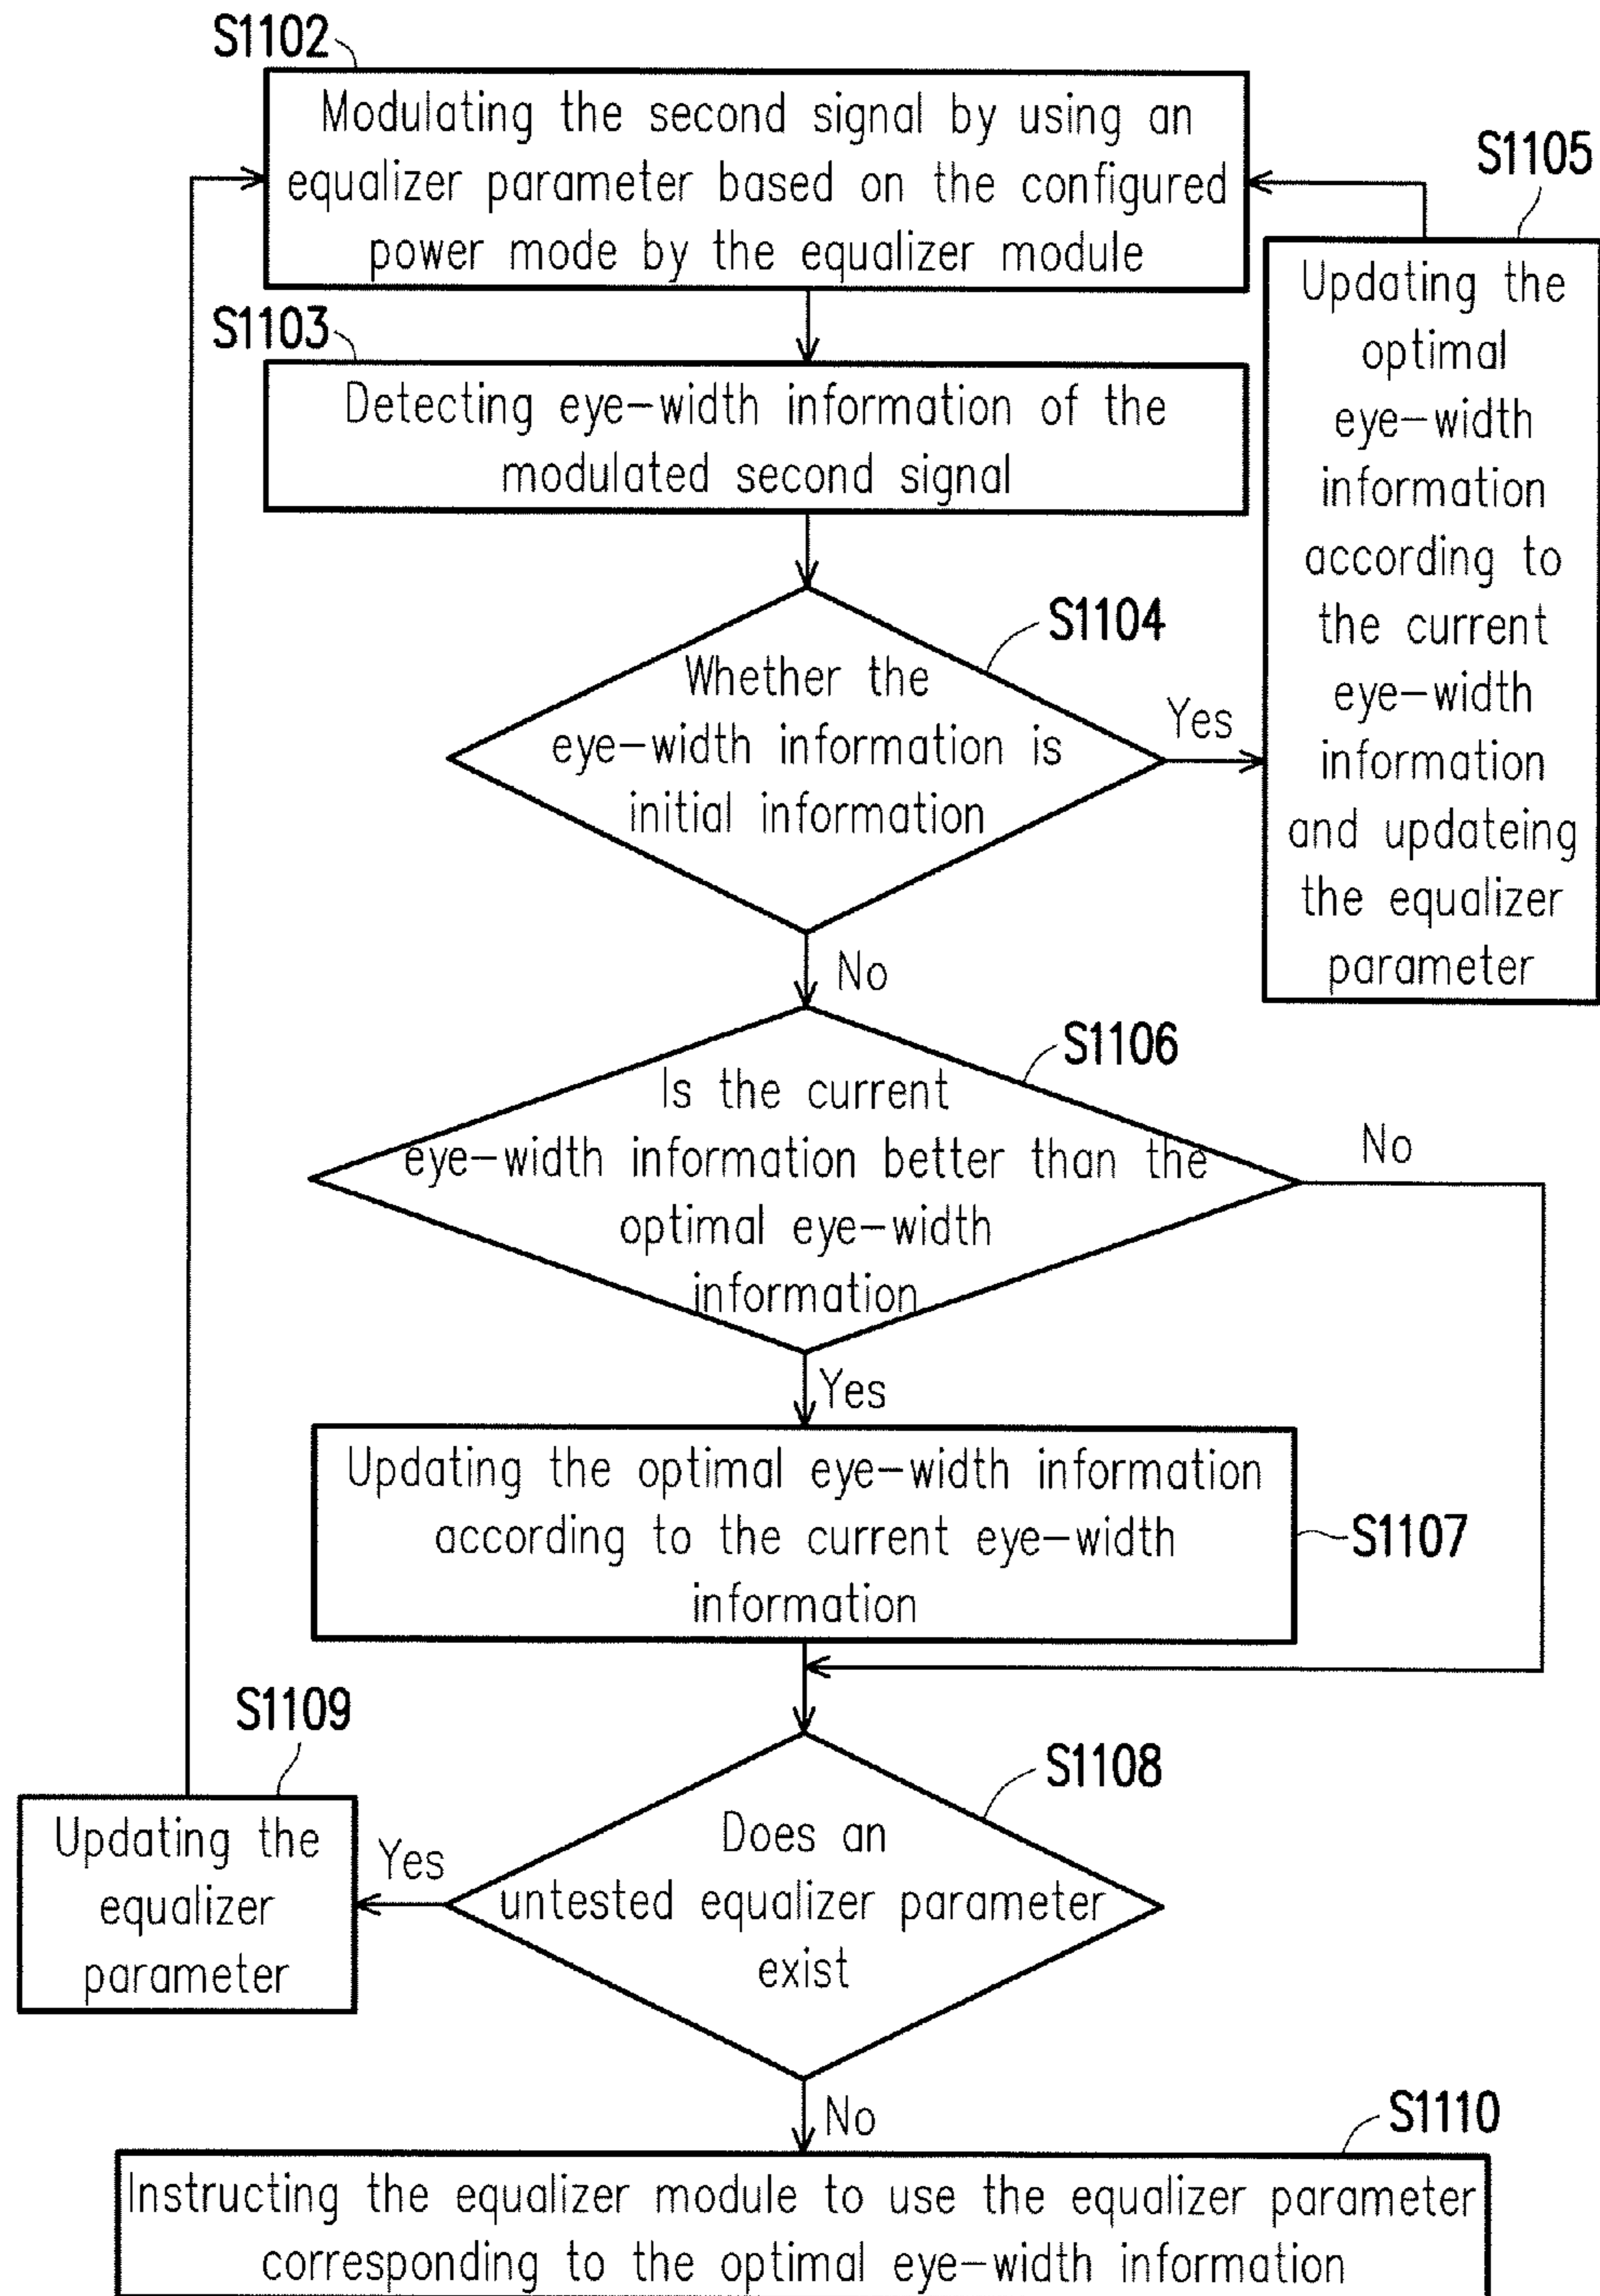 S1102
Modulating the second signal by using an
equalizer parameter based on the configured
power mode by the equalizer module
S1105
Updating the
optimal
eye-width
information
according to
the current
eye-width
information
and updateing
the equalizer
parameter
S1103
Detecting eye-width information of the
modulated second signal
S1104
Whether the
eye-width information is
initial information
Yes
No
S1106
Is the current
eye-width information better than the
optimal eye-width
information
No
Yes
Updating the optimal eye-width information
according to the current eye-width
information
S1107
S1109
Updating the
equalizer
parameter
Yes
S1108
Does an
untested equalizer parameter
exist
No
S1110
Instructing the equalizer module to use the equalizer parameter
corresponding to the optimal eye-width information